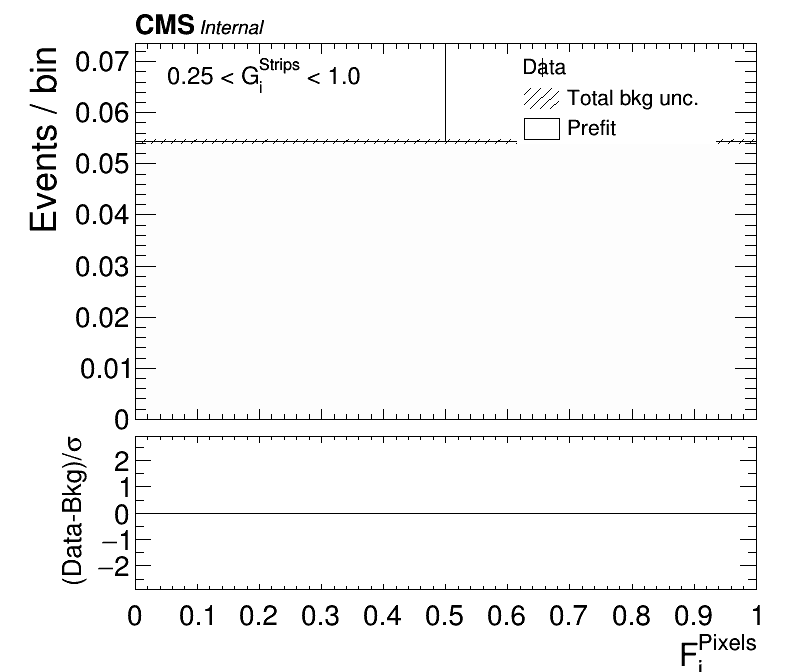 CMS Internal
Events / bin
0.07
0.06
0.05
0.04
0.03
0.02
0.01
0
0.25 < G_i^Strips < 1.0
Data
Total bkg unc.
Prefit
(Data-Bkg)/σ
2
1
0
−1
−2
0 0.1 0.2 0.3 0.4 0.5 0.6 0.7 0.8 0.9 1
F_i^Pixels